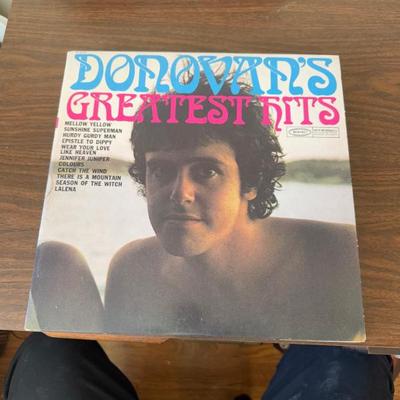 DONOVAN'S
GREATEST HITS
MELLOW YELLOW
SUNSHINE SUPERMAN
HURDY GURDY MAN
EPISTLE TO DIPPY
WEAR YOUR LOVE
LIKE HEAVEN
JENNIFER JUNIPER
COLOURS
CATCH THE WIND
THERE IS A MOUNTAIN
SEASON OF THE WITCH
LALENA